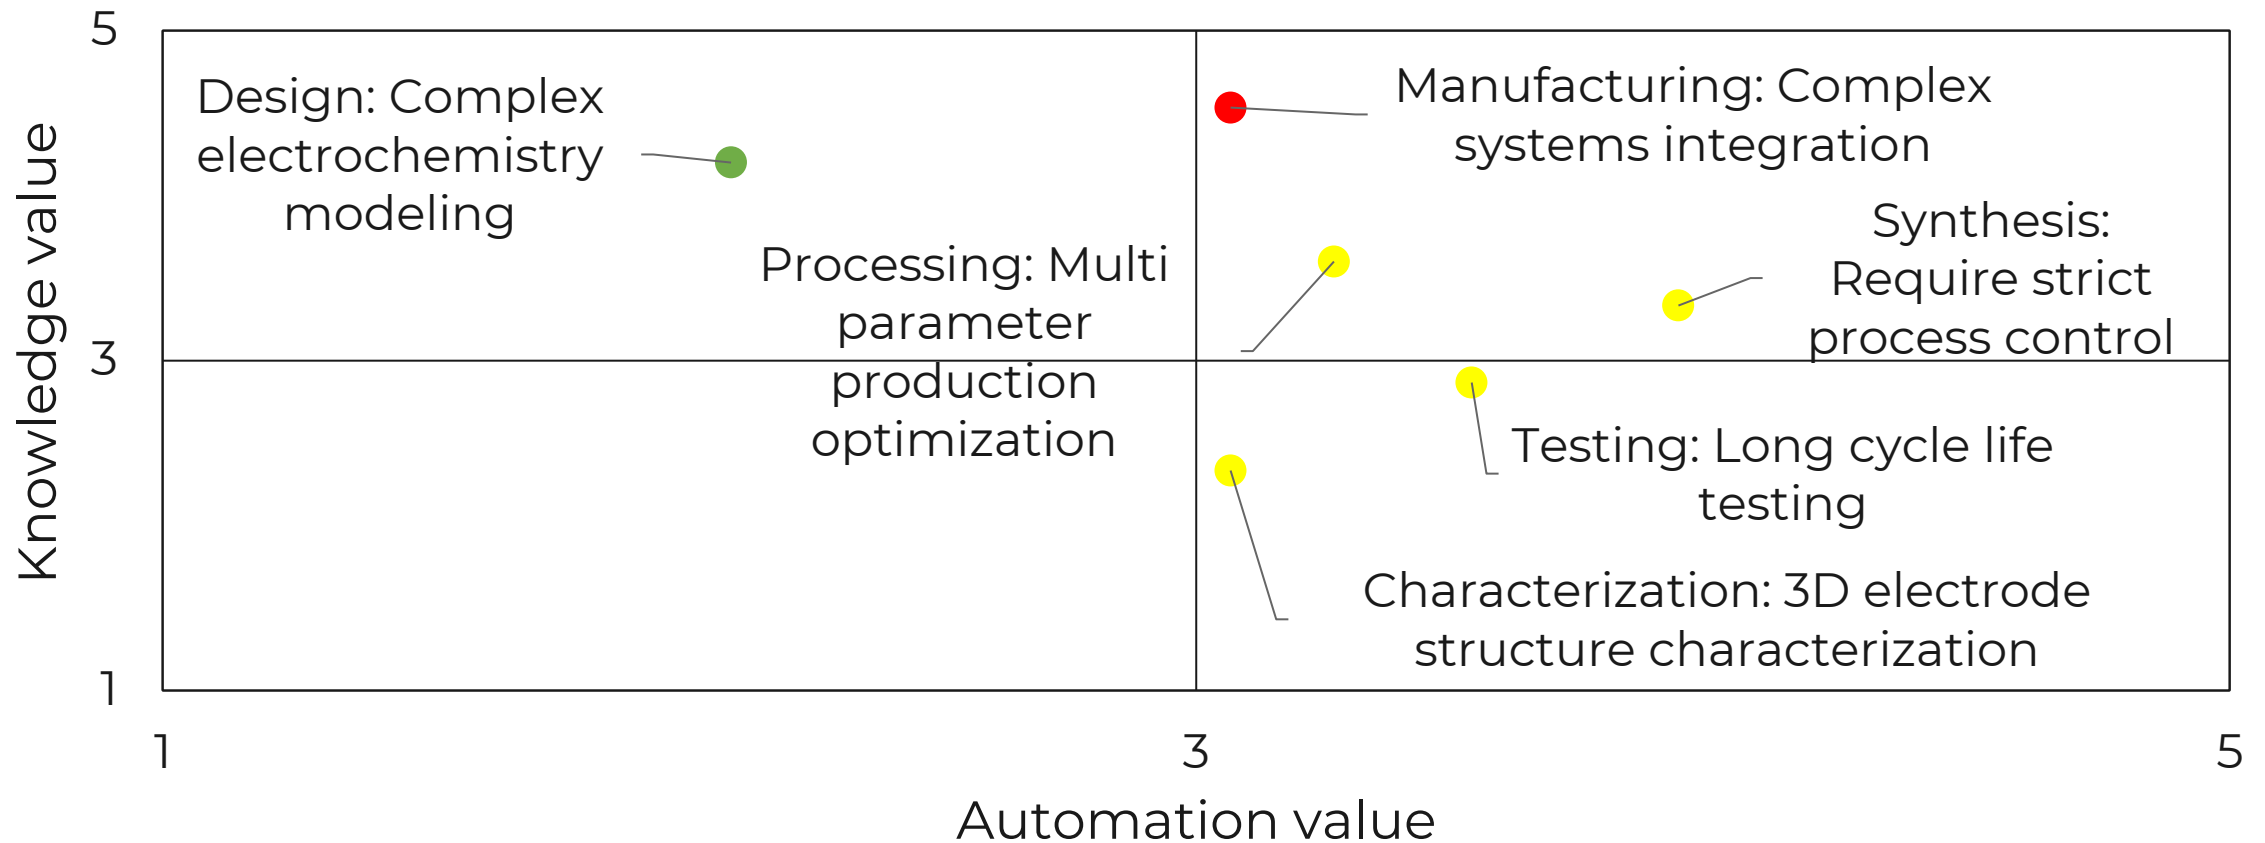 5
Design: Complex
electrochemistry
modeling
Manufacturing: Complex
systems integration
Synthesis:
Require strict
process control
Processing: Multi
parameter
production
optimization
Knowledge value
3
Testing: Long cycle life
testing
Characterization: 3D electrode
structure characterization
1
1
3
5
Automation value